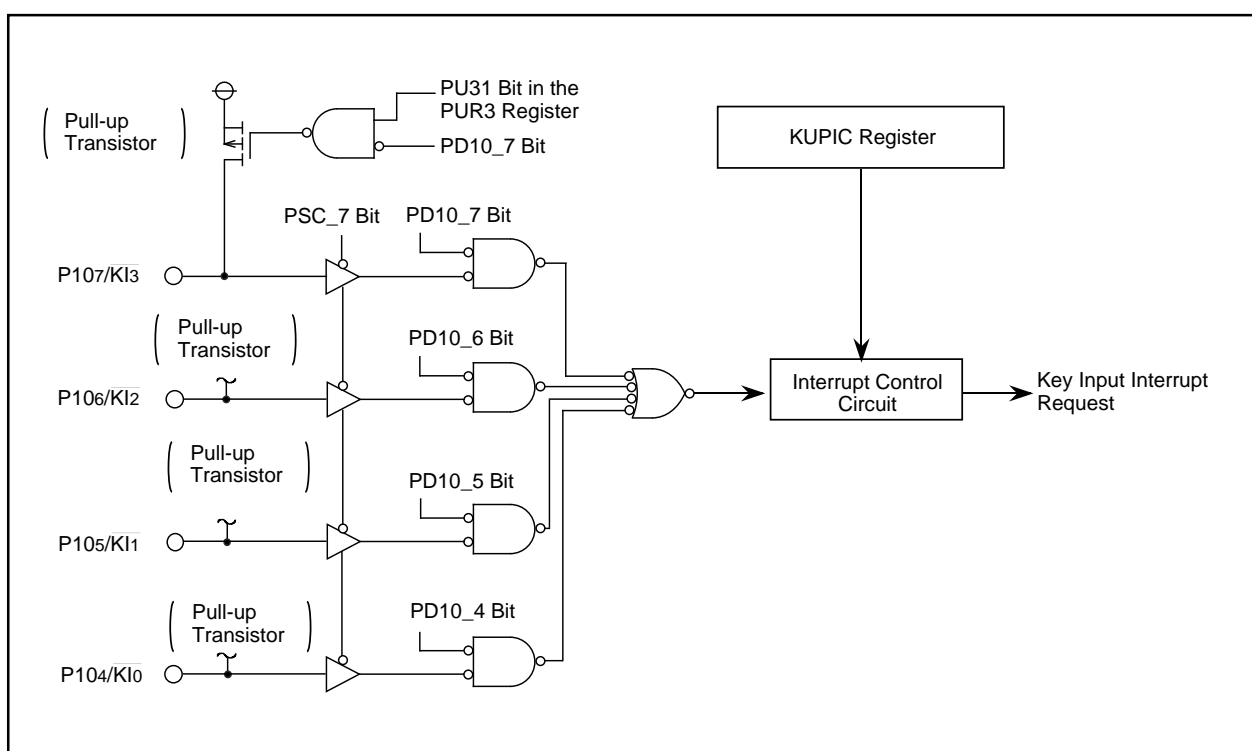 Pull-up
Transistor
PU31 Bit in the
PUR3 Register
PD10_7 Bit
KUPIC Register
PSC_7 Bit
PD10_7 Bit
P107/KI3
Pull-up
Transistor
PD10_6 Bit
P106/KI2
Interrupt Control
Circuit
Key Input Interrupt
Request
Pull-up
Transistor
PD10_5 Bit
P105/KI1
Pull-up
Transistor
PD10_4 Bit
P104/KI0